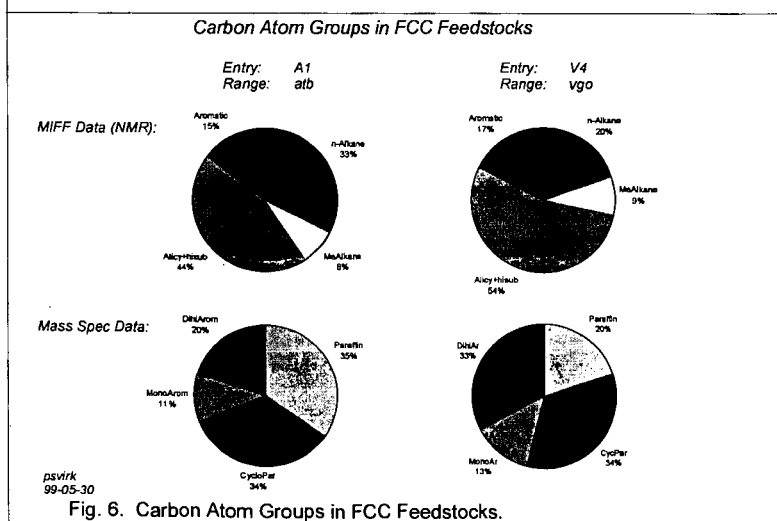 Carbon Atom Groups in FCC Feedstocks
Entry: A1
Range: atb
Entry: V4
Range: vgo
MIFF Data (NMR):
Aromatic
15%
n-Alkane
33%
MeAlkane
8%
Alicy+hisub
44%
Aromatic
17%
n-Alkane
20%
MeAlkane
9%
Alicy+hisub
54%
Mass Spec Data:
DihiArom
20%
Paraffin
35%
MonoArom
11%
CycloPar
34%
DihiAr
33%
Paraffin
20%
MonoAr
13%
CycPar
34%
psvirk
99-05-30
Fig. 6. Carbon Atom Groups in FCC Feedstocks.